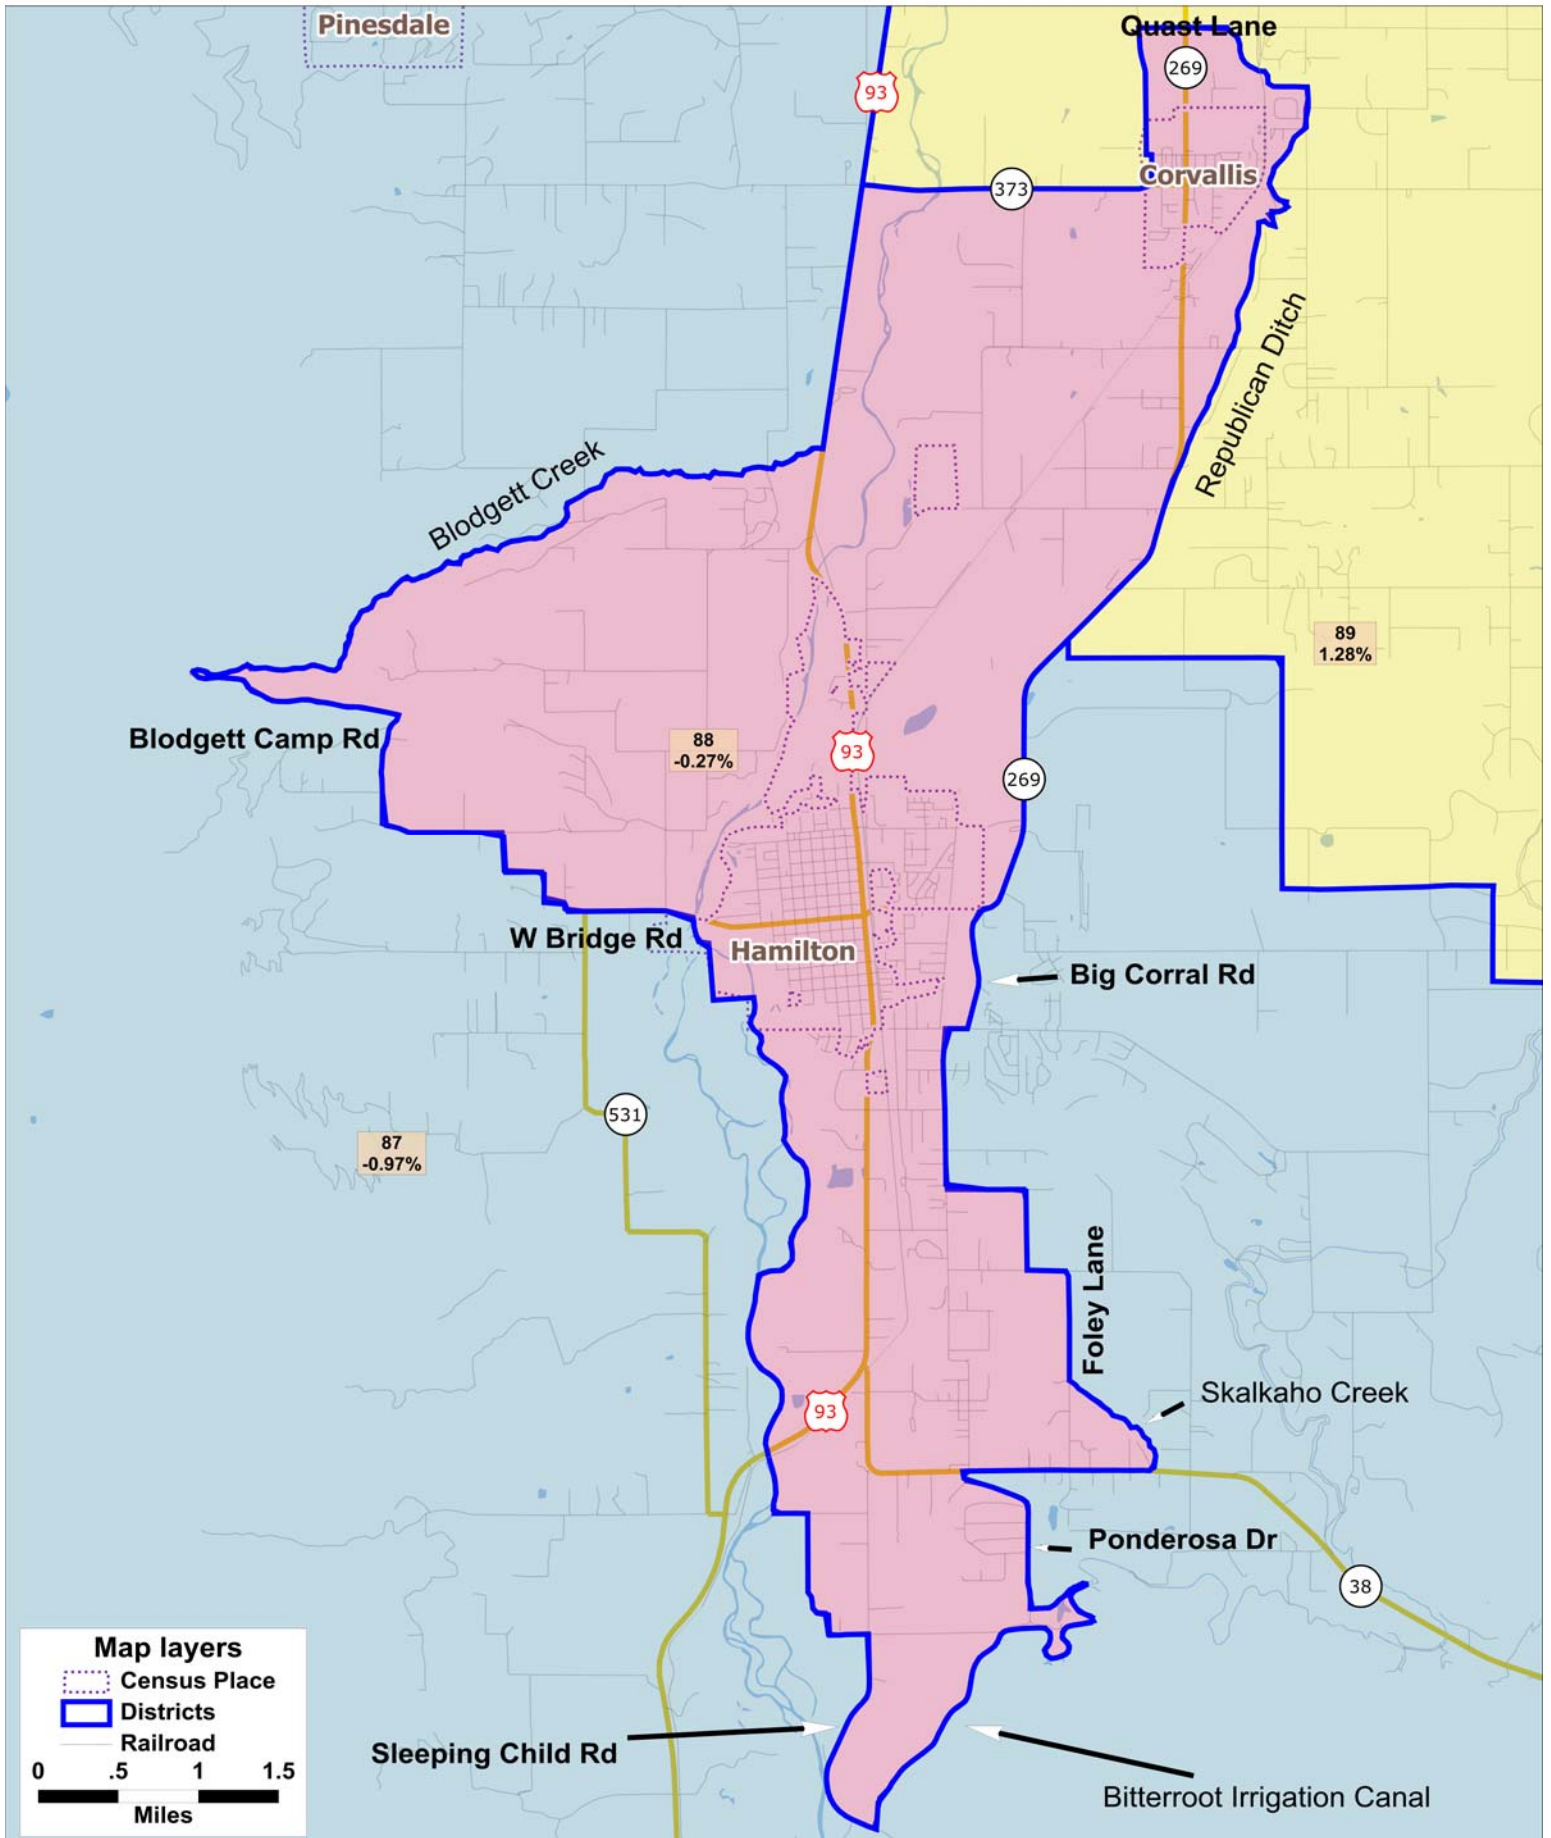 Pinesdale
Quast Lane
269
93
Corvallis
373
Republican Ditch
Blodgett Creek
89
1.28%
Blodgett Camp Rd
88
-0.27%
93
269
W Bridge Rd
Hamilton
Big Corral Rd
531
87
-0.97%
Foley Lane
Skalkaho Creek
93
Ponderosa Dr
38
Map layers
Census Place
Districts
Railroad
0 .5 1 1.5
Miles
Sleeping Child Rd
Bitterroot Irrigation Canal